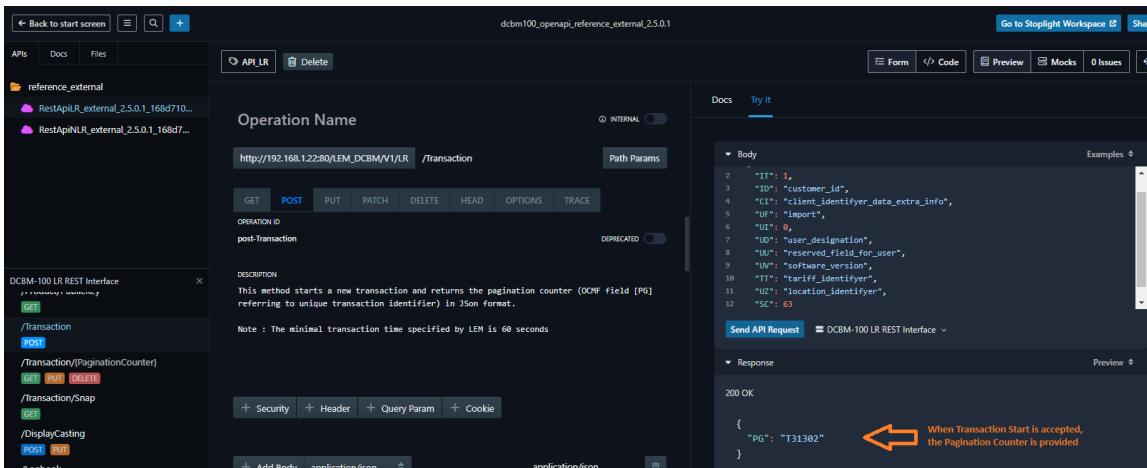 ← Back to start screen
dcbm100_openapi_reference_external_2.5.0.1
Go to Stoplight Workspace
Sha
APIs Docs Files
API_LR
Delete
Form
</> Code
Preview
Mocks
0 Issues
reference_external
RestApiLR_external_2.5.0.1_168d710...
RestApiNLR_external_2.5.0.1_168d7...
Operation Name
INTERNAL
http://192.168.1.22:80/LEM_DCBM/V1/LR
/Transaction
Path Params
GET POST PUT PATCH DELETE HEAD OPTIONS TRACE
OPERATION ID
post-Transaction
DEPRECATED
DESCRIPTION
This method starts a new transaction and returns the pagination counter (OCMF field [PG]
referring to unique transaction identifier) in JSon format.
Note : The minimal transaction time specified by LEM is 60 seconds
+ Security + Header + Query Param + Cookie
+ Add Body application/json
application/json
DCBM-100 LR REST Interface
GET
/Transaction
POST
/Transaction/{PaginationCounter}
GET PUT DELETE
/Transaction/Snap
GET
/DisplayCasting
POST PUT
Docs Try It
Body
Examples
2 "IT": 1,
3 "ID": "customer_id",
4 "CI": "client_identifyer_data_extra_info",
5 "UF": "import",
6 "UI": 0,
7 "UD": "user_designation",
8 "UU": "reserved_field_for_user",
9 "UV": "software_version",
10 "TT": "tariff_identifyer",
11 "UZ": "location_identifyer",
12 "SC": 63
Send API Request
DCBM-100 LR REST Interface
Response
Preview
200 OK
{
"PG": "T31302"
}
When Transaction Start is accepted,
the Pagination Counter is provided